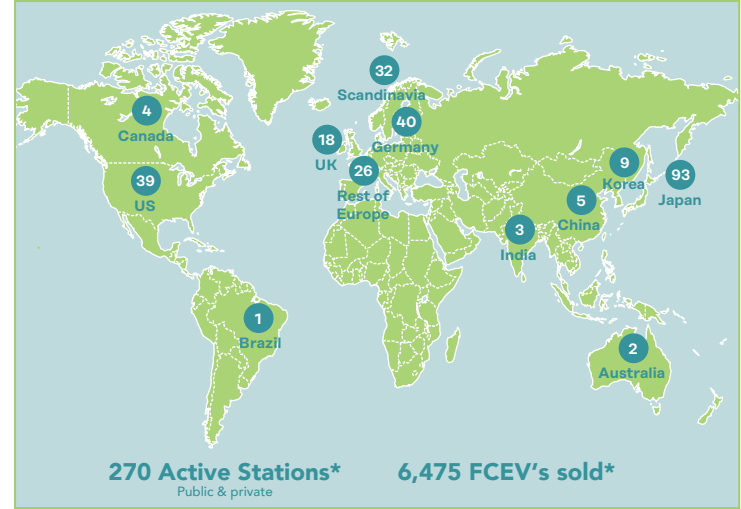 32
Scandinavia
4
Canada
40
Germany
18
UK
26
Rest of
Europe
9
Korea
93
Japan
39
US
5
China
3
India
1
Brazil
2
Australia
270 Active Stations*
Public & private
6,475 FCEV's sold*